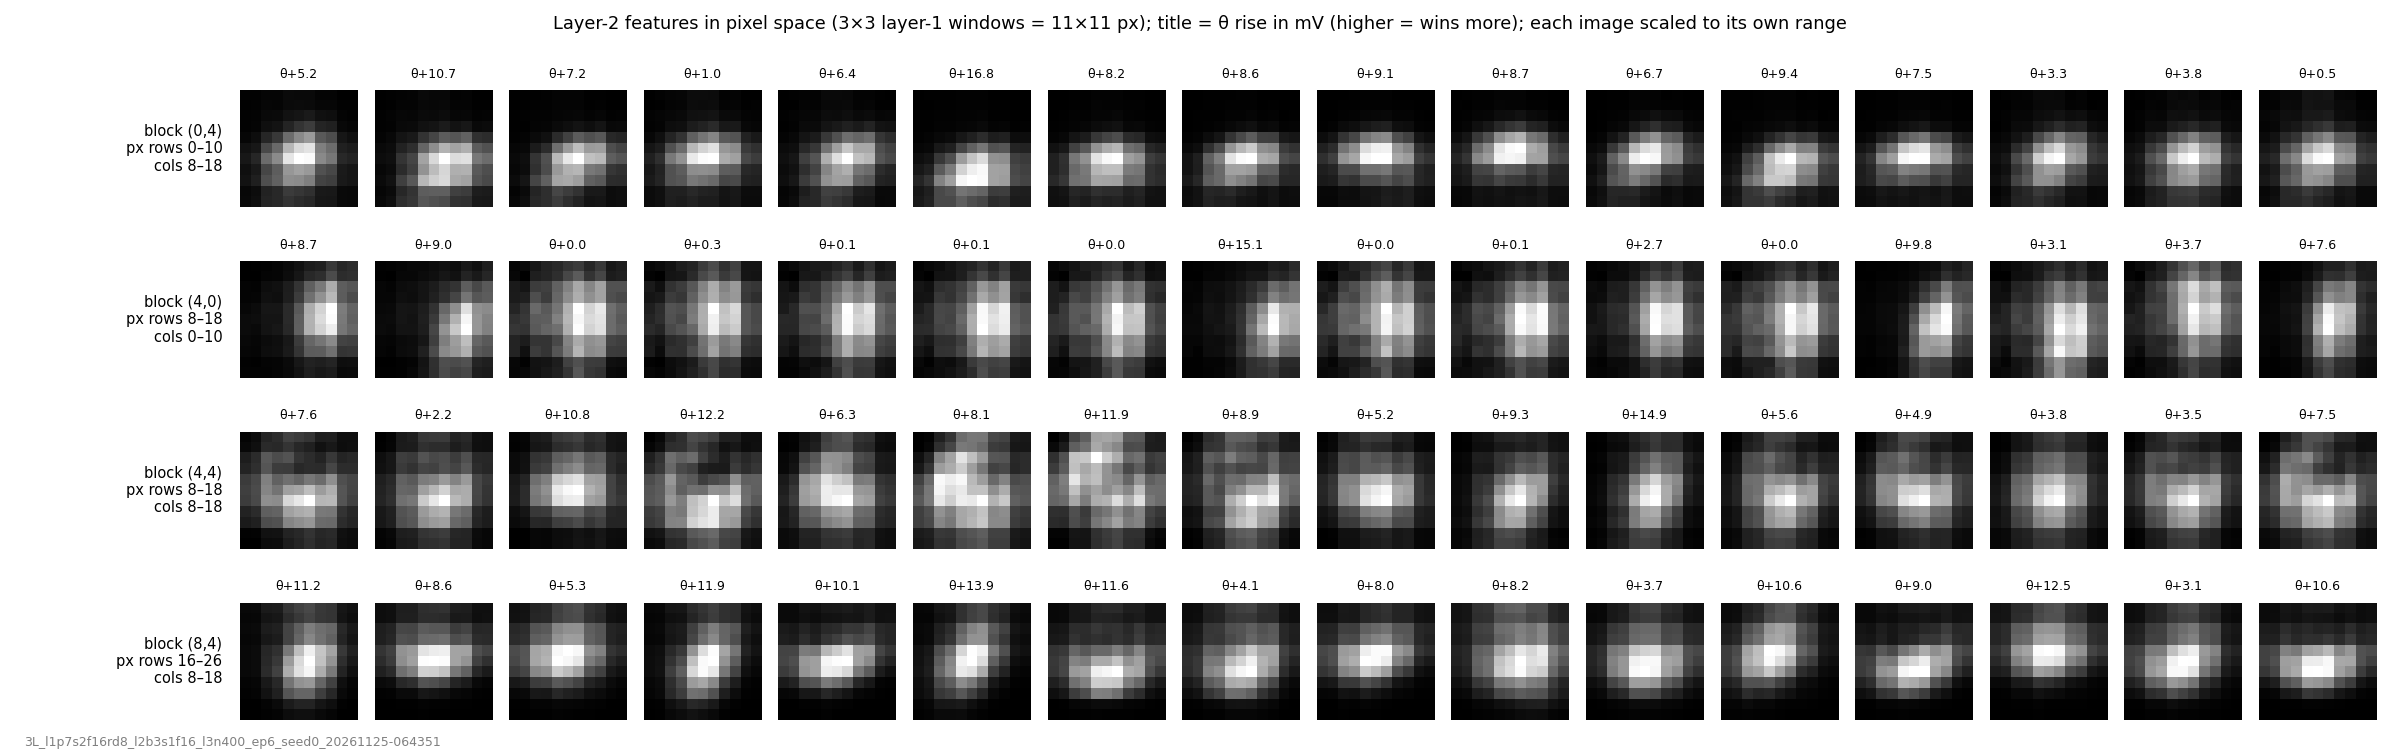 Layer-2 features in pixel space (3×3 layer-1 windows = 11×11 px); title = θ rise in mV (higher = wins more); each image scaled to its own range
θ+5.2 θ+10.7 θ+7.2 θ+1.0 θ+6.4 θ+16.8 θ+8.2 θ+8.6 θ+9.1 θ+8.7 θ+6.7 θ+9.4 θ+7.5 θ+3.3 θ+3.8 θ+0.5
block (0,4)
px rows 0–10
cols 8–18
θ+8.7 θ+9.0 θ+0.0 θ+0.3 θ+0.1 θ+0.1 θ+0.0 θ+15.1 θ+0.0 θ+0.1 θ+2.7 θ+0.0 θ+9.8 θ+3.1 θ+3.7 θ+7.6
block (4,0)
px rows 8–18
cols 0–10
θ+7.6 θ+2.2 θ+10.8 θ+12.2 θ+6.3 θ+8.1 θ+11.9 θ+8.9 θ+5.2 θ+9.3 θ+14.9 θ+5.6 θ+4.9 θ+3.8 θ+3.5 θ+7.5
block (4,4)
px rows 8–18
cols 8–18
θ+11.2 θ+8.6 θ+5.3 θ+11.9 θ+10.1 θ+13.9 θ+11.6 θ+4.1 θ+8.0 θ+8.2 θ+3.7 θ+10.6 θ+9.0 θ+12.5 θ+3.1 θ+10.6
block (8,4)
px rows 16–26
cols 8–18
3L_l1p7s2f16rd8_l2b3s1f16_l3n400_ep6_seed0_20261125-064351